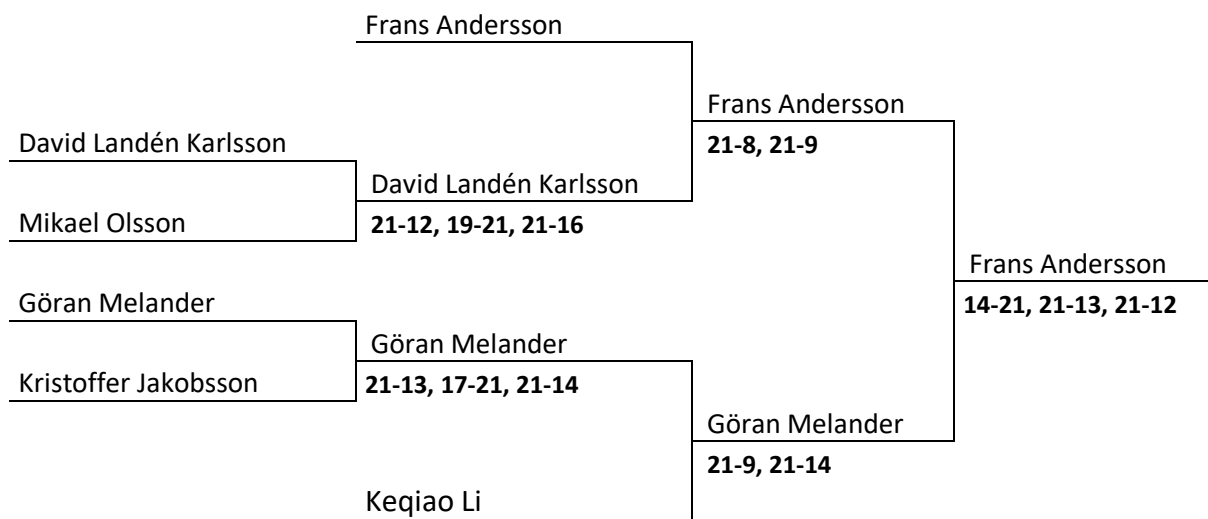 Frans Andersson
Frans Andersson
David Landén Karlsson
21-8, 21-9
David Landén Karlsson
Mikael Olsson
21-12, 19-21, 21-16
Frans Andersson
Göran Melander
14-21, 21-13, 21-12
Göran Melander
Kristoffer Jakobsson
21-13, 17-21, 21-14
Göran Melander
21-9, 21-14
Keqiao Li